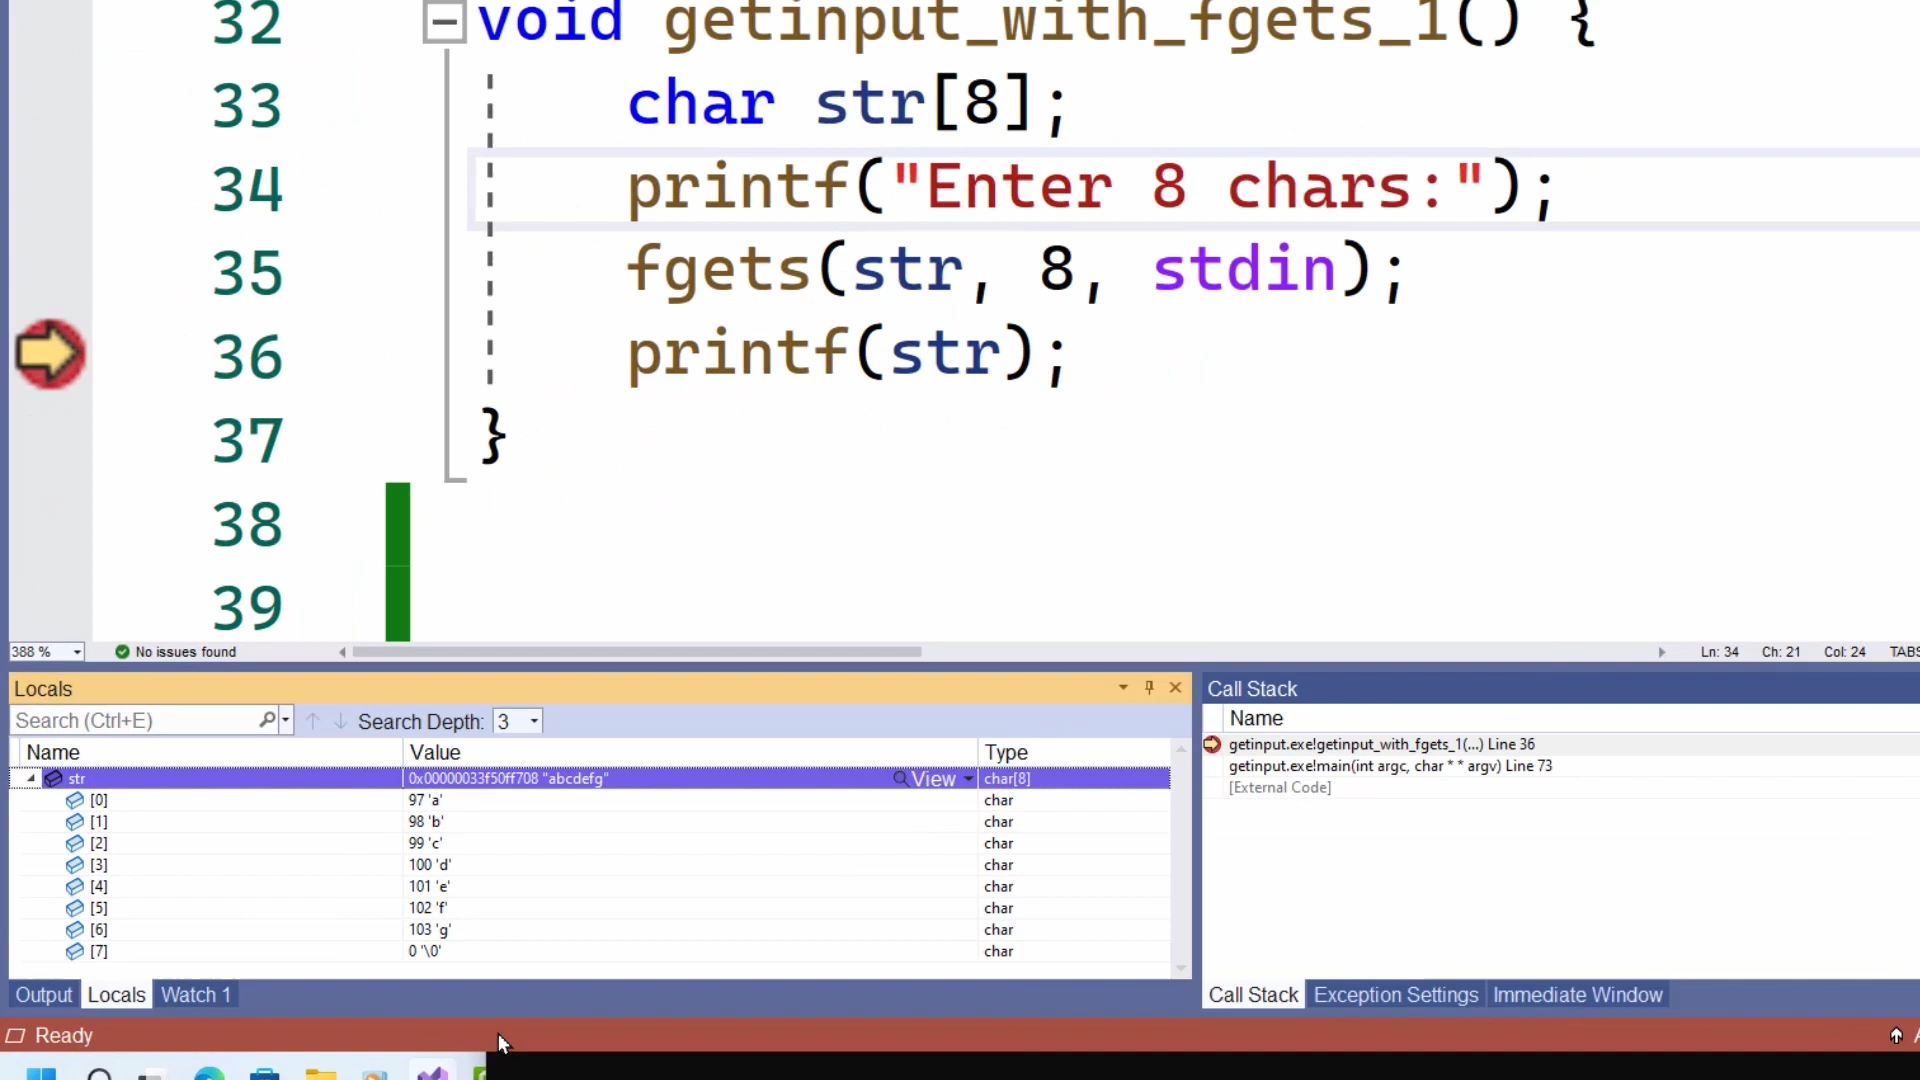 32 void getinput_with_fgets_1() {
33 char str[8];
34 printf("Enter 8 chars:");
35 fgets(str, 8, stdin);
36 printf(str);
37 }
38
39
388 % No issues found Ln: 34 Ch: 21 Col: 24 TABS
Locals
Search (Ctrl+E) Search Depth: 3
Name Value Type
str 0x00000033f50ff708 "abcdefg" View char[8]
[0] 97 'a' char
[1] 98 'b' char
[2] 99 'c' char
[3] 100 'd' char
[4] 101 'e' char
[5] 102 'f' char
[6] 103 'g' char
[7] 0 '\0' char
Output Locals Watch 1
Call Stack
Name
getinput.exe!getinput_with_fgets_1(...) Line 36
getinput.exe!main(int argc, char * * argv) Line 73
[External Code]
Call Stack Exception Settings Immediate Window
Ready